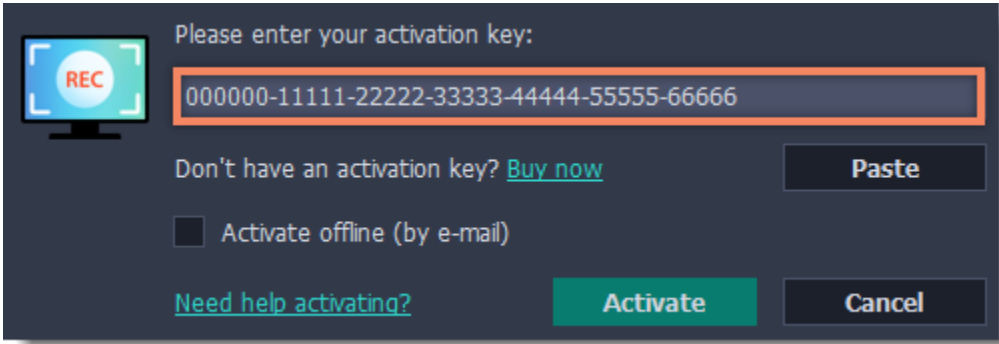 Please enter your activation key:
REC
000000-11111-22222-33333-44444-55555-66666
Don't have an activation key? Buy now
Paste
Activate offline (by e-mail)
Need help activating?
Activate
Cancel